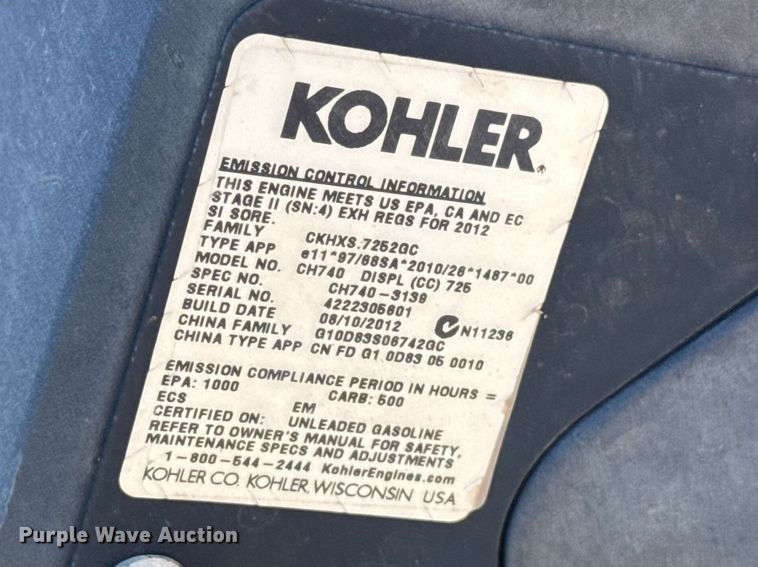 KOHLER.
EMISSION CONTROL INFORMATION
THIS ENGINE MEETS US EPA, CA AND EC
STAGE II (SN:4) EXH REGS FOR 2012
SI SORE.
FAMILY CKHXS.7252GC
TYPE APP e11*97/68SA*2010/26*1487*00
MODEL NO. CH740 DISPL (CC) 725
SPEC NO. CH740-3139
SERIAL NO. 4222305601
BUILD DATE 08/10/2012 N11236
CHINA FAMILY G10D83S06742GC
CHINA TYPE APP CN FD G1 0D83 05 0010
EMISSION COMPLIANCE PERIOD IN HOURS =
EPA: 1000 CARB: 500
ECS EM
CERTIFIED ON: UNLEADED GASOLINE
REFER TO OWNER'S MANUAL FOR SAFETY,
MAINTENANCE SPECS AND ADJUSTMENTS
1-800-544-2444 KohlerEngines.com
KOHLER CO. KOHLER, WISCONSIN USA
Purple Wave Auction